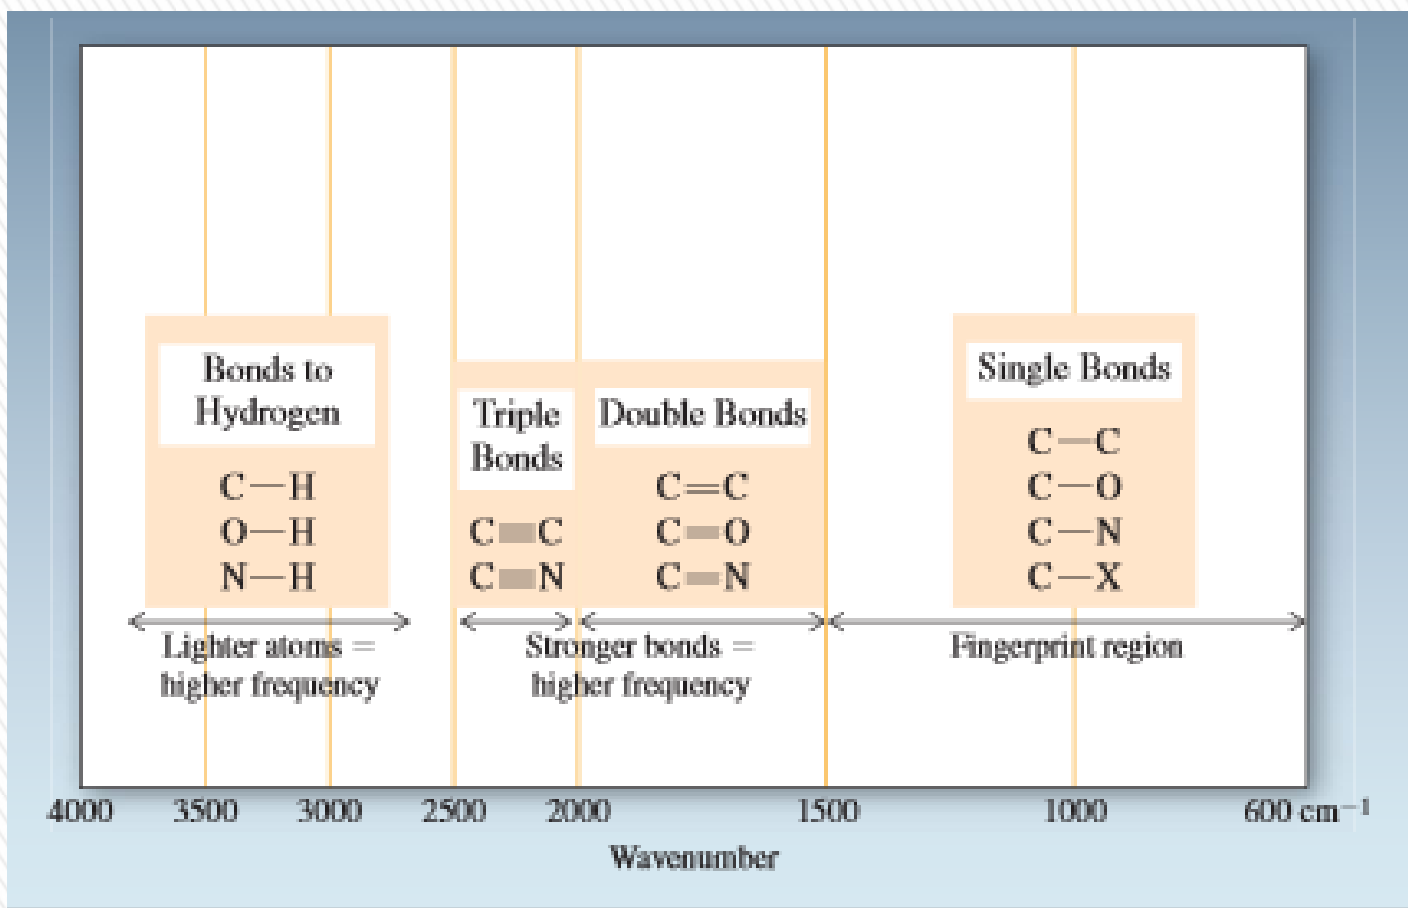 Bonds to
Hydrogen
C—H
O—H
N—H
Lighter atoms =
higher frequency
Triple
Bonds
C≡C
C≡N
Double Bonds
C=C
C=O
C=N
Stronger bonds =
higher frequency
Single Bonds
C—C
C—O
C—N
C—X
Fingerprint region
4000 3500 3000 2500 2000 1500 1000 600 cm⁻¹
Wavenumber